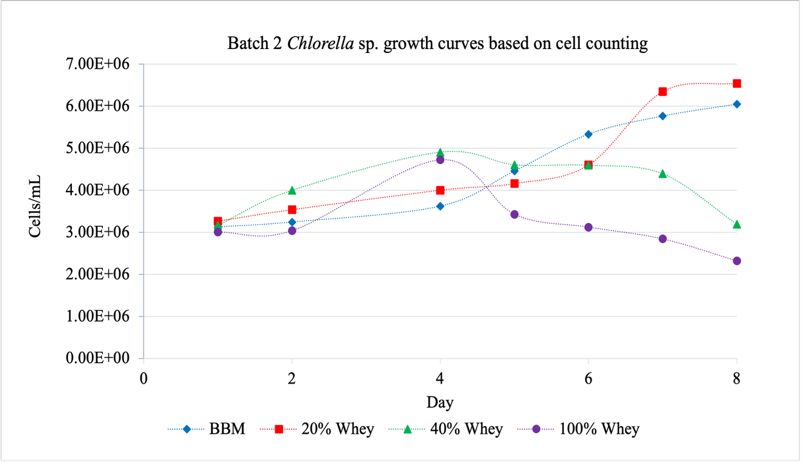 Batch 2 Chlorella sp. growth curves based on cell counting
7.00E+06
6.00E+06
5.00E+06
4.00E+06
3.00E+06
2.00E+06
1.00E+06
0.00E+00
Cells/mL
0 2 4 6 8
Day
BBM 20% Whey 40% Whey 100% Whey